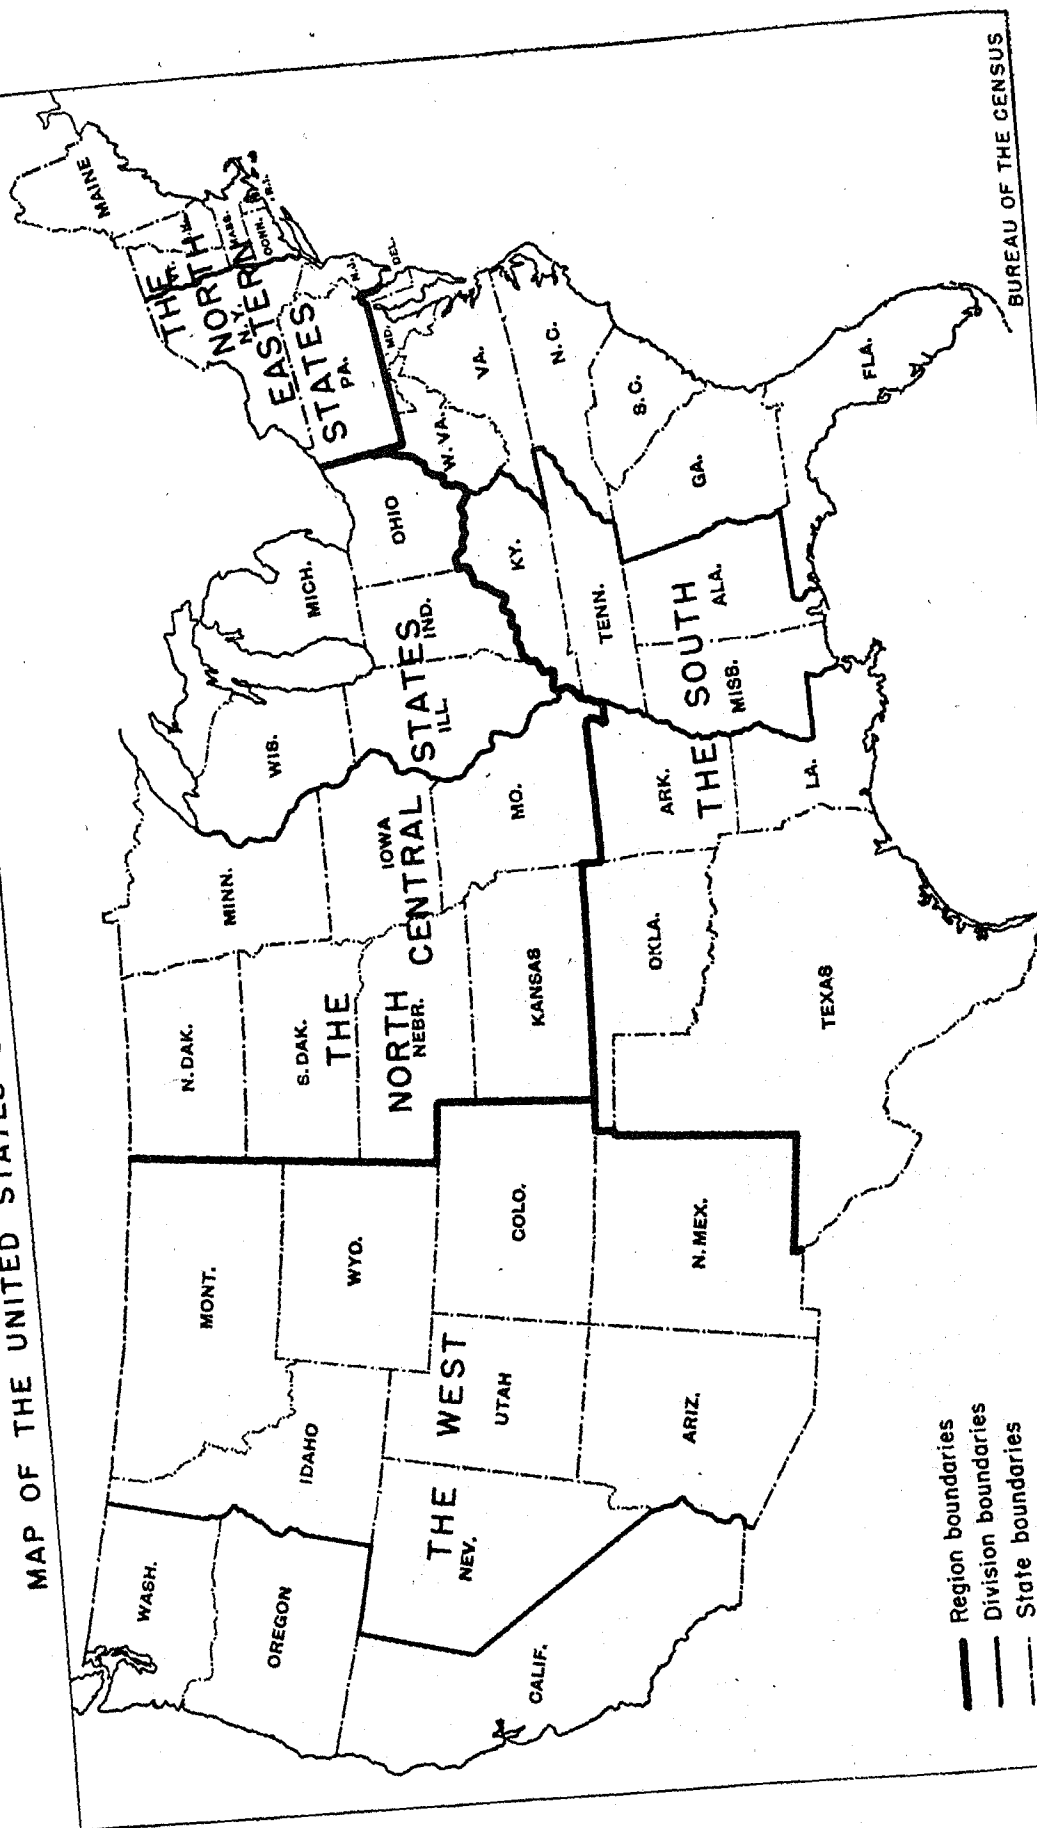 MAP OF THE UNITED STATES
WASH.
OREGON
CALIF.
IDAHO
THE
NEV.
WEST
UTAH
ARIZ.
MONT.
WYO.
COLO.
N.MEX.
N.DAK.
S.DAK.
THE
NORTH
NEBR.
CENTRAL
STATES
KANSAS
OKLA.
TEXAS
MINN.
IOWA
MO.
ARK.
LA.
WIS.
ILL.
MICH.
IND.
OHIO
KY.
TENN.
THE
SOUTH
MISS.
ALA.
GA.
FLA.
S.C.
N.C.
VA.
W.VA.
MD.
DEL.
THE
NORTH
EASTERN
STATES
N.Y.
PA.
N.J.
CONN.
R.I.
MASS.
VT.
N.H.
MAINE
Region boundaries
Division boundaries
State boundaries
BUREAU OF THE CENSUS